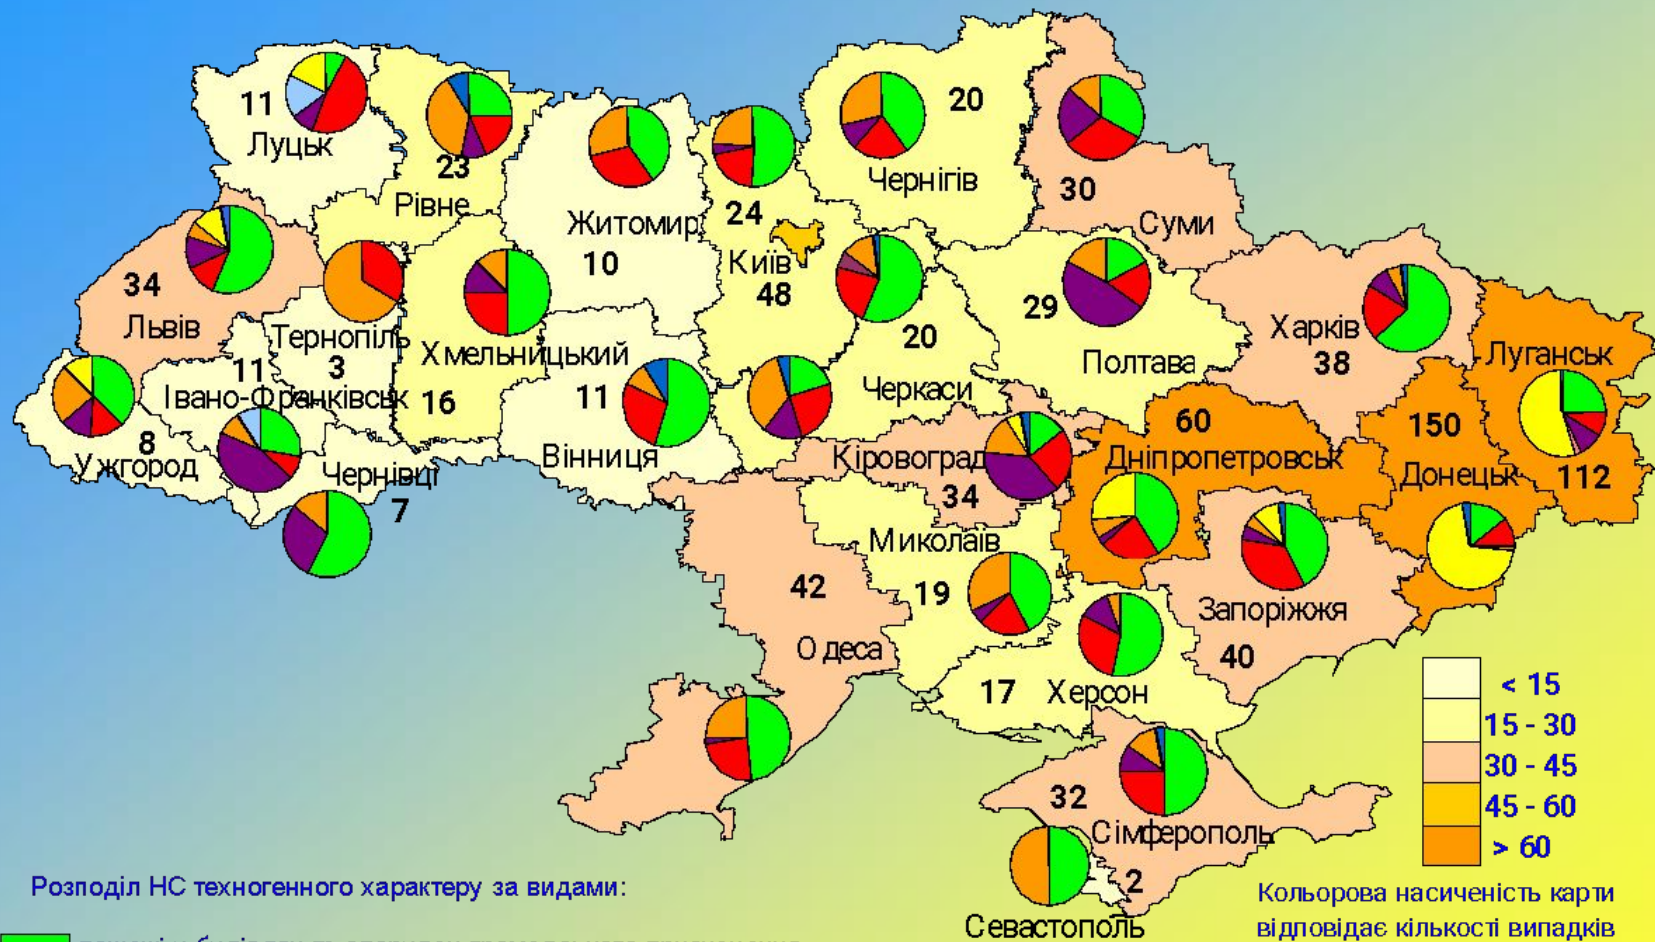 11
Луцьк
23
Рівне
Житомир
10
24
Київ
48
20
Чернігів
30
Суми
34
Львів
Тернопіль
3
Хмельницький
16
11
Вінниця
20
Черкаси
29
Полтава
Харків
38
Луганськ
112
11
Івано-Франківськ
8
Ужгород
Чернівці
7
Кіровоград
34
60
Дніпропетровськ
150
Донецьк
42
Одеса
Миколаїв
19
17 Херсон
Запоріжжя
40
32
Сімферополь
2
Севастополь
< 15
15 - 30
30 - 45
45 - 60
> 60
Кольорова насиченість карти
відповідає кількості випадків
Розподіл НС техногенного характеру за видами: